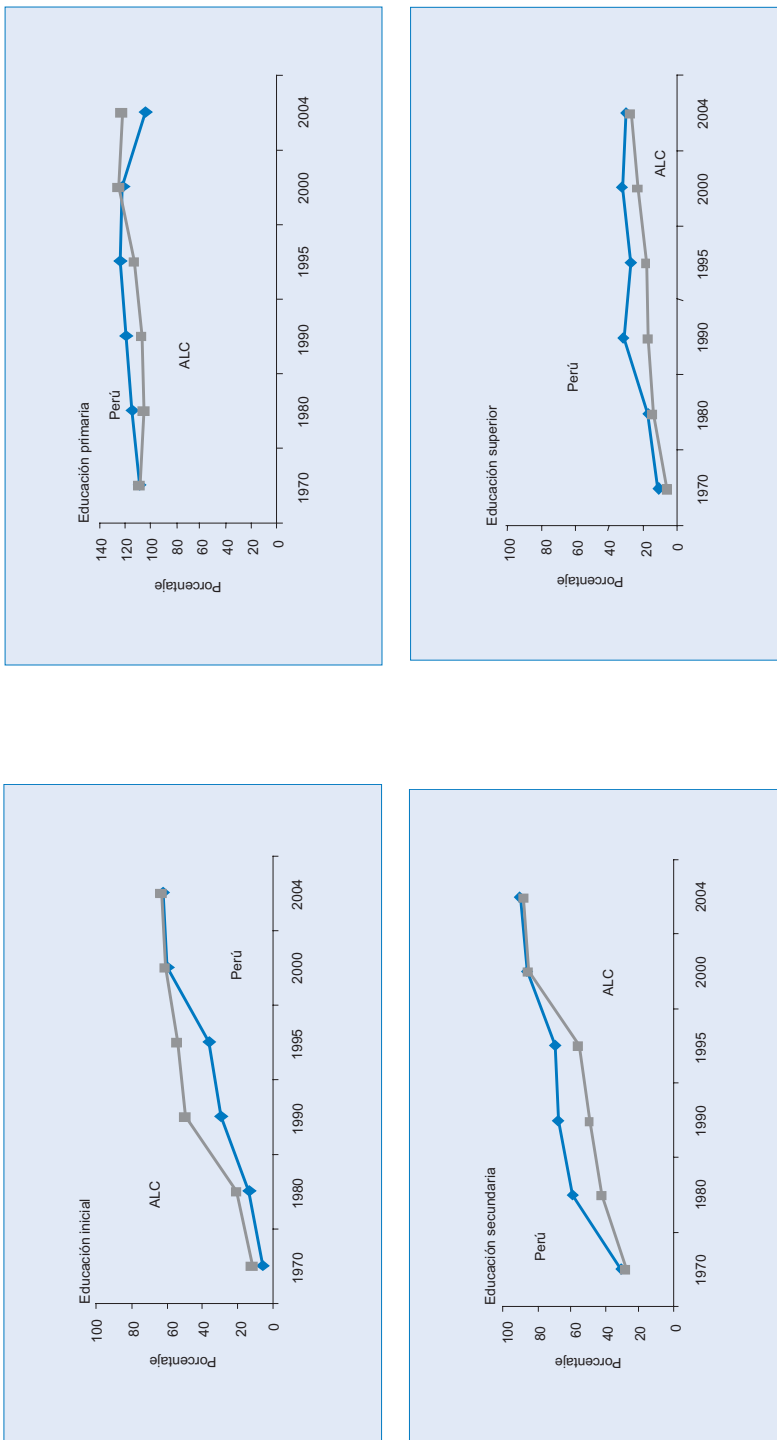 Educación primaria
140
120
100
80
60
40
20
0
Porcentaje
Perú
ALC
1970 1980 1990 1995 2000 2004
Educación superior
100
80
60
40
20
0
Porcentaje
Perú
ALC
1970 1980 1990 1995 2000 2004
Educación inicial
100
80
60
40
20
0
Porcentaje
ALC
Perú
1970 1980 1990 1995 2000 2004
Educación secundaria
100
80
60
40
20
0
Porcentaje
Perú
ALC
1970 1980 1990 1995 2000 2004